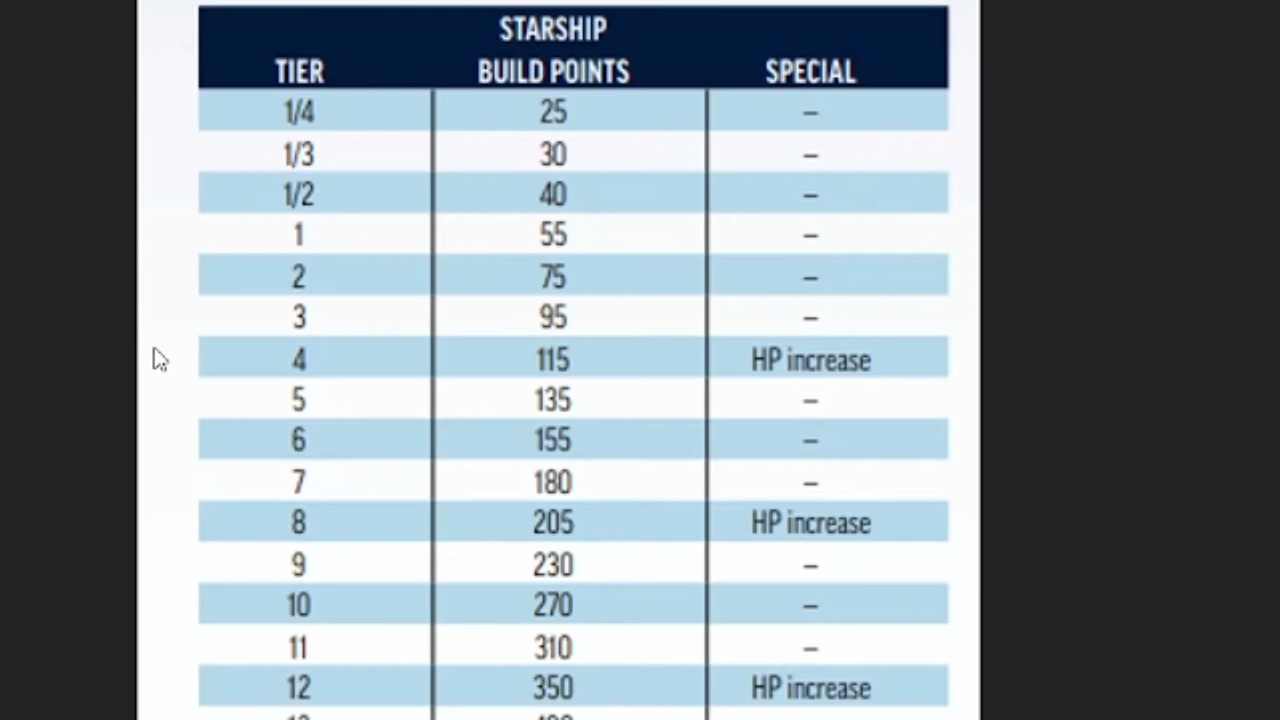 STARSHIP
TIER BUILD POINTS SPECIAL
1/4 25 –
1/3 30 –
1/2 40 –
1 55 –
2 75 –
3 95 –
4 115 HP increase
5 135 –
6 155 –
7 180 –
8 205 HP increase
9 230 –
10 270 –
11 310 –
12 350 HP increase